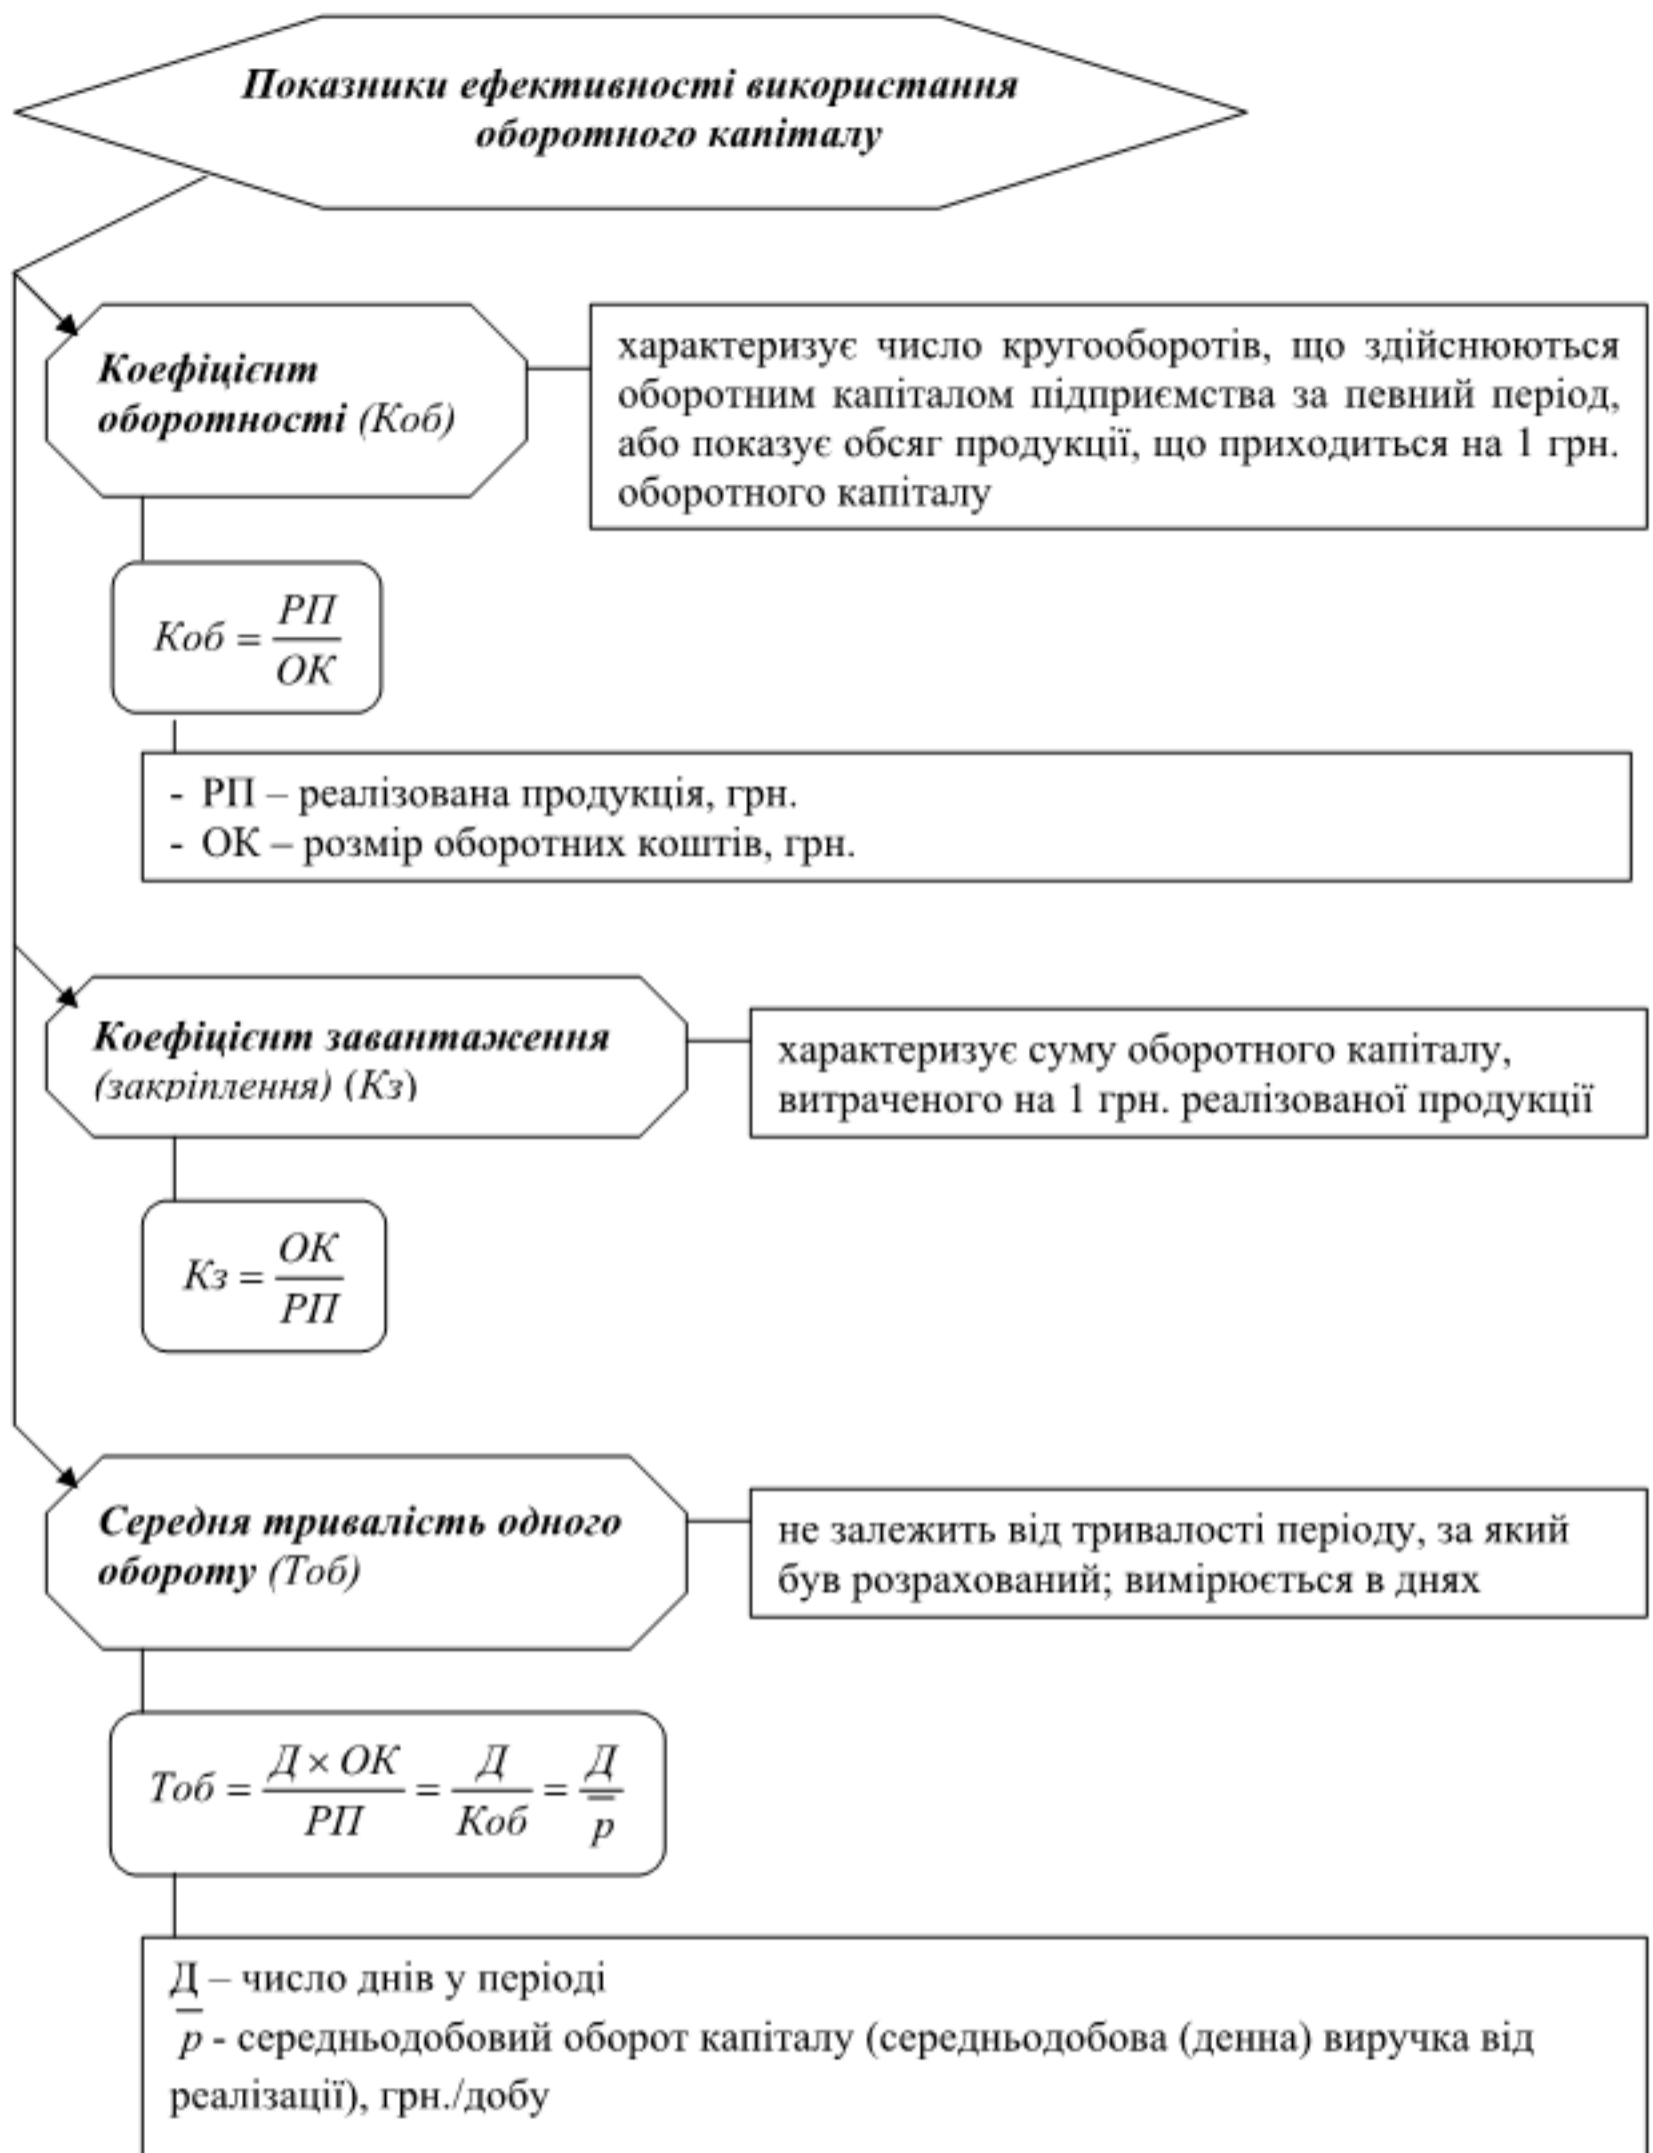 Показники ефективності використання
оборотного капіталу
Коефіцієнт
оборотності (Коб)
характеризує число кругооборотів, що здійснюються
оборотним капіталом підприємства за певний період,
або показує обсяг продукції, що приходиться на 1 грн.
оборотного капіталу
Коб = РП / ОК
- РП – реалізована продукція, грн.
- ОК – розмір оборотних коштів, грн.
Коефіцієнт завантаження
(закріплення) (Кз)
характеризує суму оборотного капіталу,
витраченого на 1 грн. реалізованої продукції
Кз = ОК / РП
Середня тривалість одного
обороту (Тоб)
не залежить від тривалості періоду, за який
був розрахований; вимірюється в днях
Тоб = Д × ОК / РП = Д / Коб = Д / p̅
Д – число днів у періоді
p̅ - середньодобовий оборот капіталу (середньодобова (денна) виручка від
реалізації), грн./добу